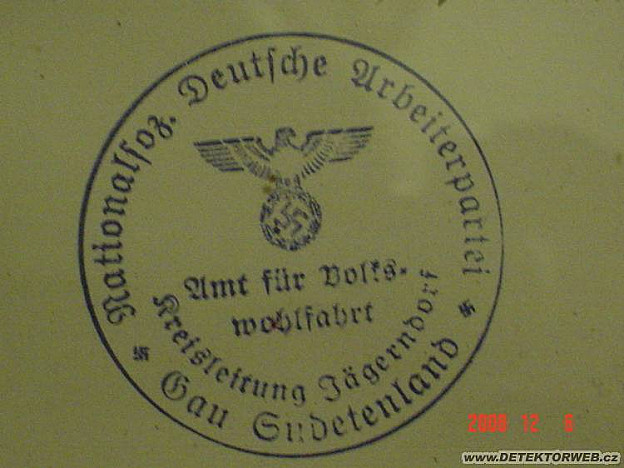 Nationalsoz. Deutsche Arbeiterpartei
Amt für Volks-
wohlfahrt
Kreisleitung Jägerndorf
Gau Sudetenland
2008 12 6
WWW.DETEKTORWEB.cz